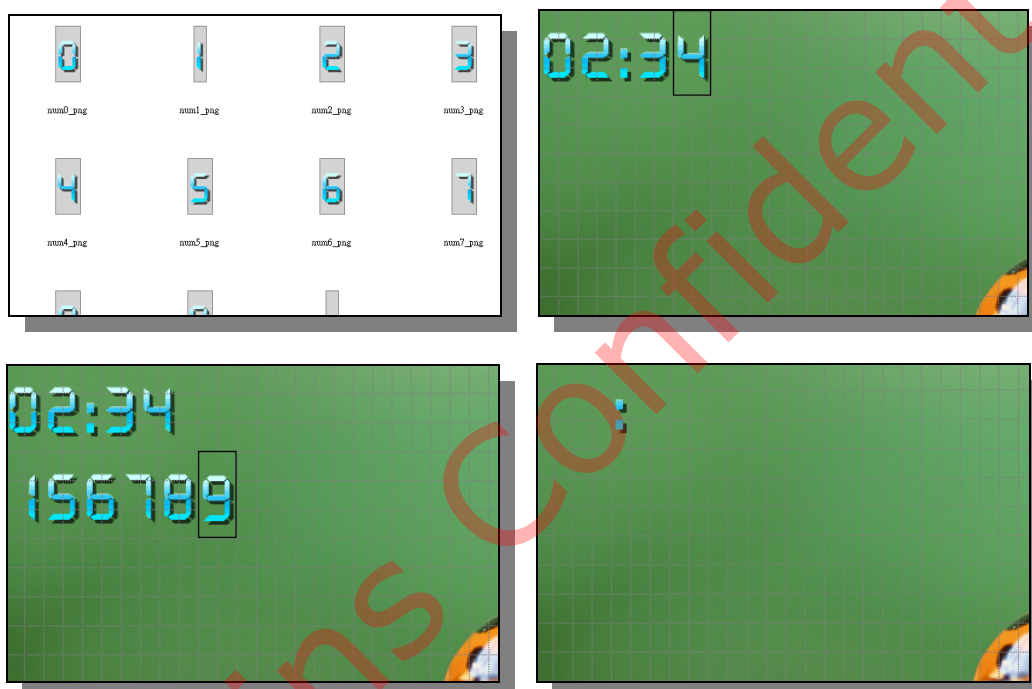 0 1 2 3
num0_png num1_png num2_png num3_png
4 5 6 7
num4_png num5_png num6_png num7_png
02:34
02:34
156789
:
ins Confident